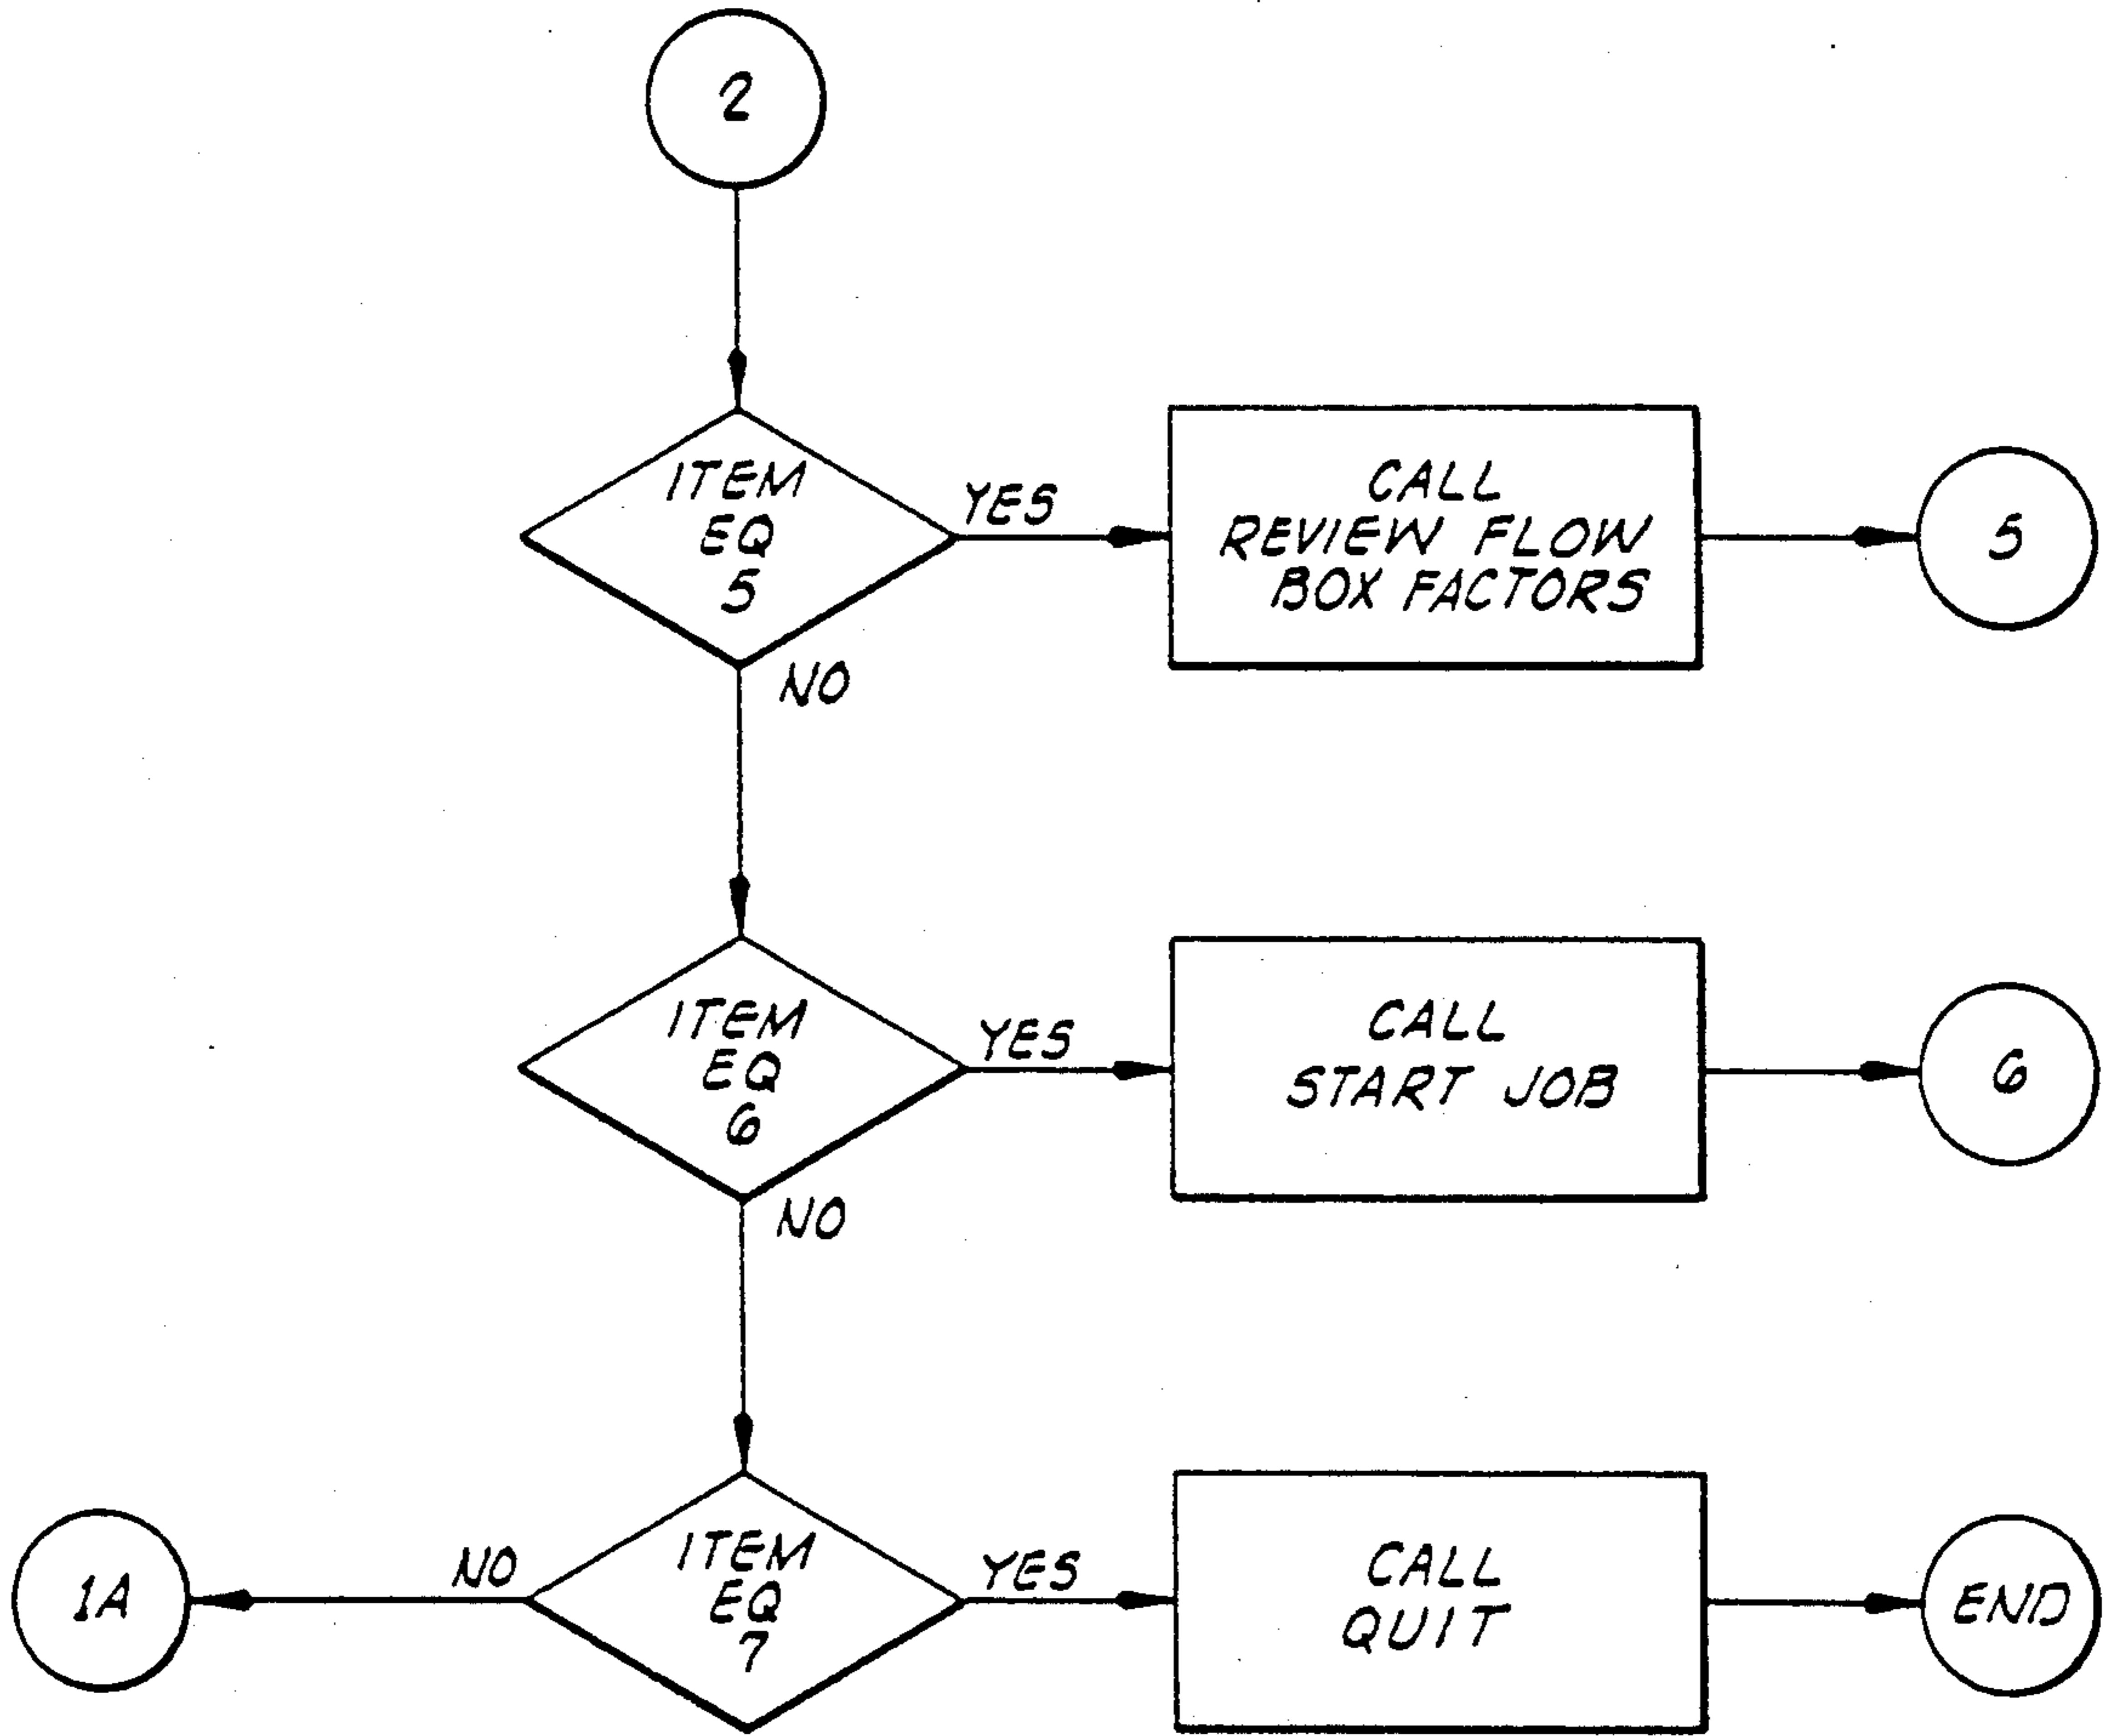 2
ITEM
EQ
5
YES
CALL
REVIEW FLOW
BOX FACTORS
5
NO
ITEM
EQ
6
YES
CALL
START JOB
6
NO
1A
NO
ITEM
EQ
7
YES
CALL
QUIT
END